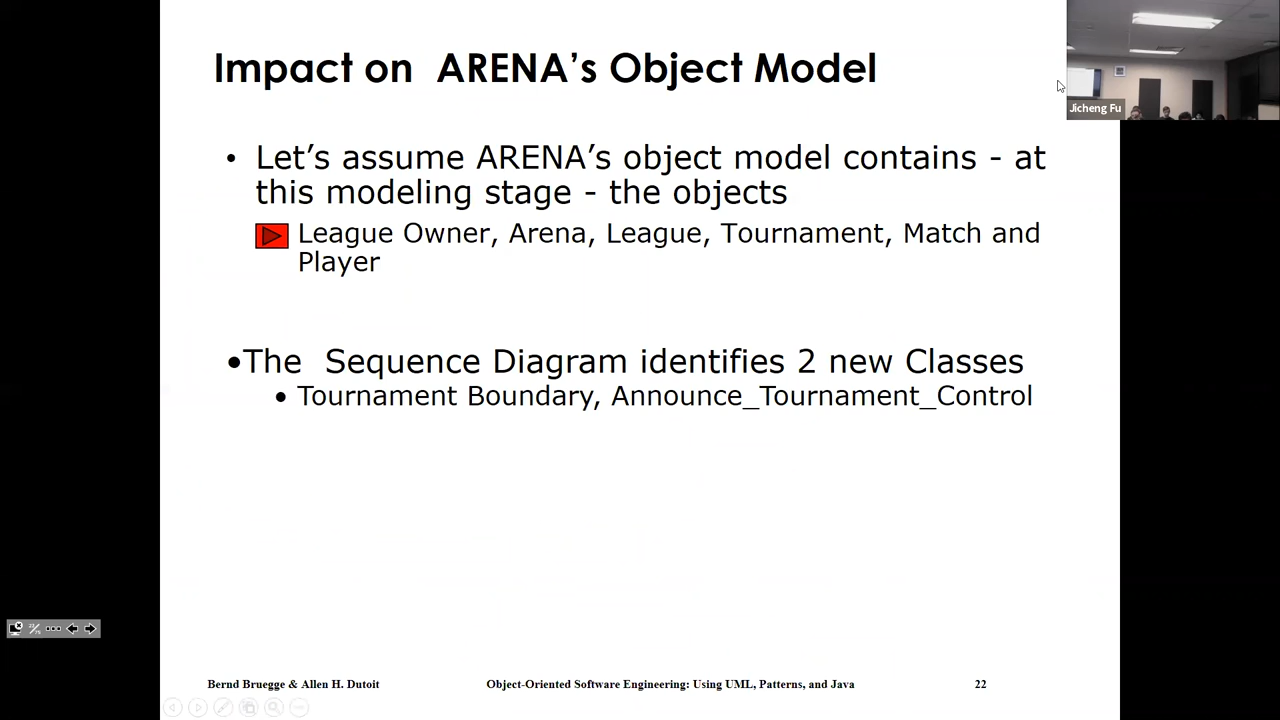 Impact on ARENA’s Object Model
Jicheng Fu
• Let’s assume ARENA’s object model contains - at
this modeling stage - the objects
League Owner, Arena, League, Tournament, Match and
Player
•The Sequence Diagram identifies 2 new Classes
• Tournament Boundary, Announce_Tournament_Control
Bernd Bruegge & Allen H. Dutoit
Object-Oriented Software Engineering: Using UML, Patterns, and Java
22